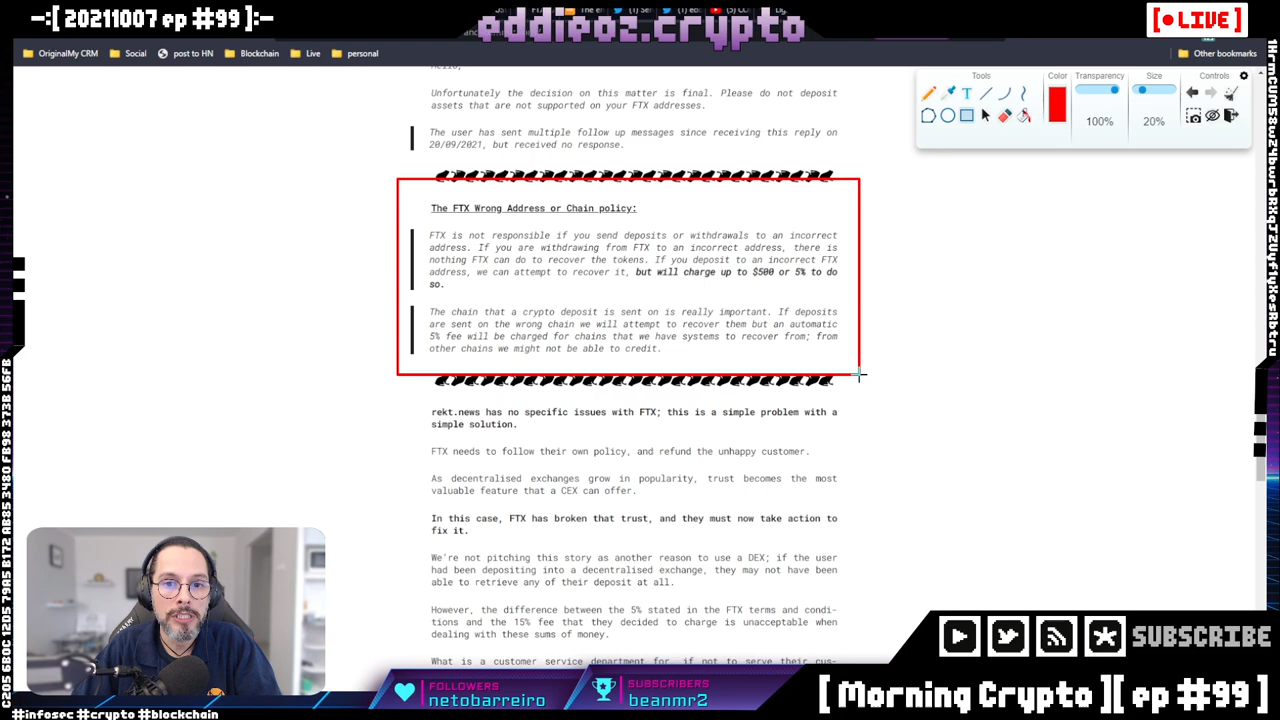 -:[ 20211007 ep #99 ]:-
eddieoz.crypto
[ • LIVE ]
OriginalMy CRM
Social
post to HN
Blockchain
Live
personal
Other bookmarks
Tools
Color
Transparency
Size
Controls
100%
20%
Hello,
Unfortunately the decision on this matter is final. Please do not deposit
assets that are not supported on your FTX addresses.
The user has sent multiple follow up messages since receiving this reply on
20/09/2021, but received no response.
The FTX Wrong Address or Chain policy:
FTX is not responsible if you send deposits or withdrawals to an incorrect
address. If you are withdrawing from FTX to an incorrect address, there is
nothing FTX can do to recover the tokens. If you deposit to an incorrect FTX
address, we can attempt to recover it, but will charge up to $500 or 5% to do
so.
The chain that a crypto deposit is sent on is really important. If deposits
are sent on the wrong chain we will attempt to recover them but an automatic
5% fee will be charged for chains that we have systems to recover from; from
other chains we might not be able to credit.
rekt.news has no specific issues with FTX; this is a simple problem with a
simple solution.
FTX needs to follow their own policy, and refund the unhappy customer.
As decentralised exchanges grow in popularity, trust becomes the most
valuable feature that a CEX can offer.
In this case, FTX has broken that trust, and they must now take action to
fix it.
We're not pitching this story as another reason to use a DEX; if the user
had been depositing into a decentralised exchange, they may not have been
able to retrieve any of their deposit at all.
However, the difference between the 5% stated in the FTX terms and condi-
tions and the 15% fee that they decided to charge is unacceptable when
dealing with these sums of money.
What is a customer service department for, if not to serve their cus-
SUBSCRIBE
FOLLOWERS
netobarreiro
SUBSCRIBERS
beanmr2
[ Morning Crypto ][ ep #99 ]
#infosec #crypto #blockchain